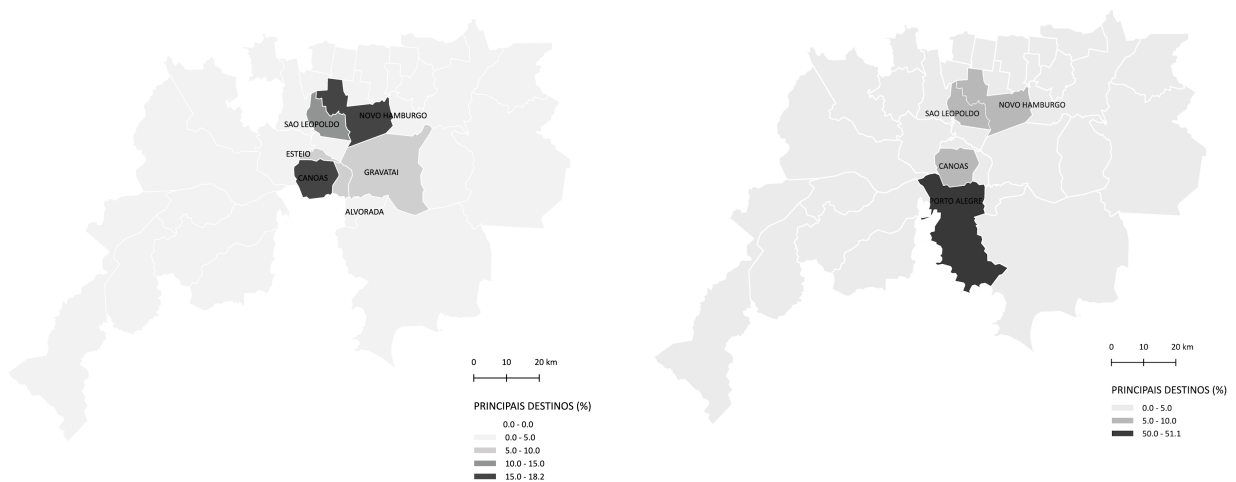 NOVO HAMBURGO
SAO LEOPOLDO
ESTEIO
CANOAS
GRAVATAI
ALVORADA
0 10 20 km
PRINCIPAIS DESTINOS (%)
0.0 - 0.0
0.0 - 5.0
5.0 - 10.0
10.0 - 15.0
15.0 - 18.2
NOVO HAMBURGO
SAO LEOPOLDO
CANOAS
PORTO ALEGRE
0 10 20 km
PRINCIPAIS DESTINOS (%)
0.0 - 5.0
5.0 - 10.0
50.0 - 51.1